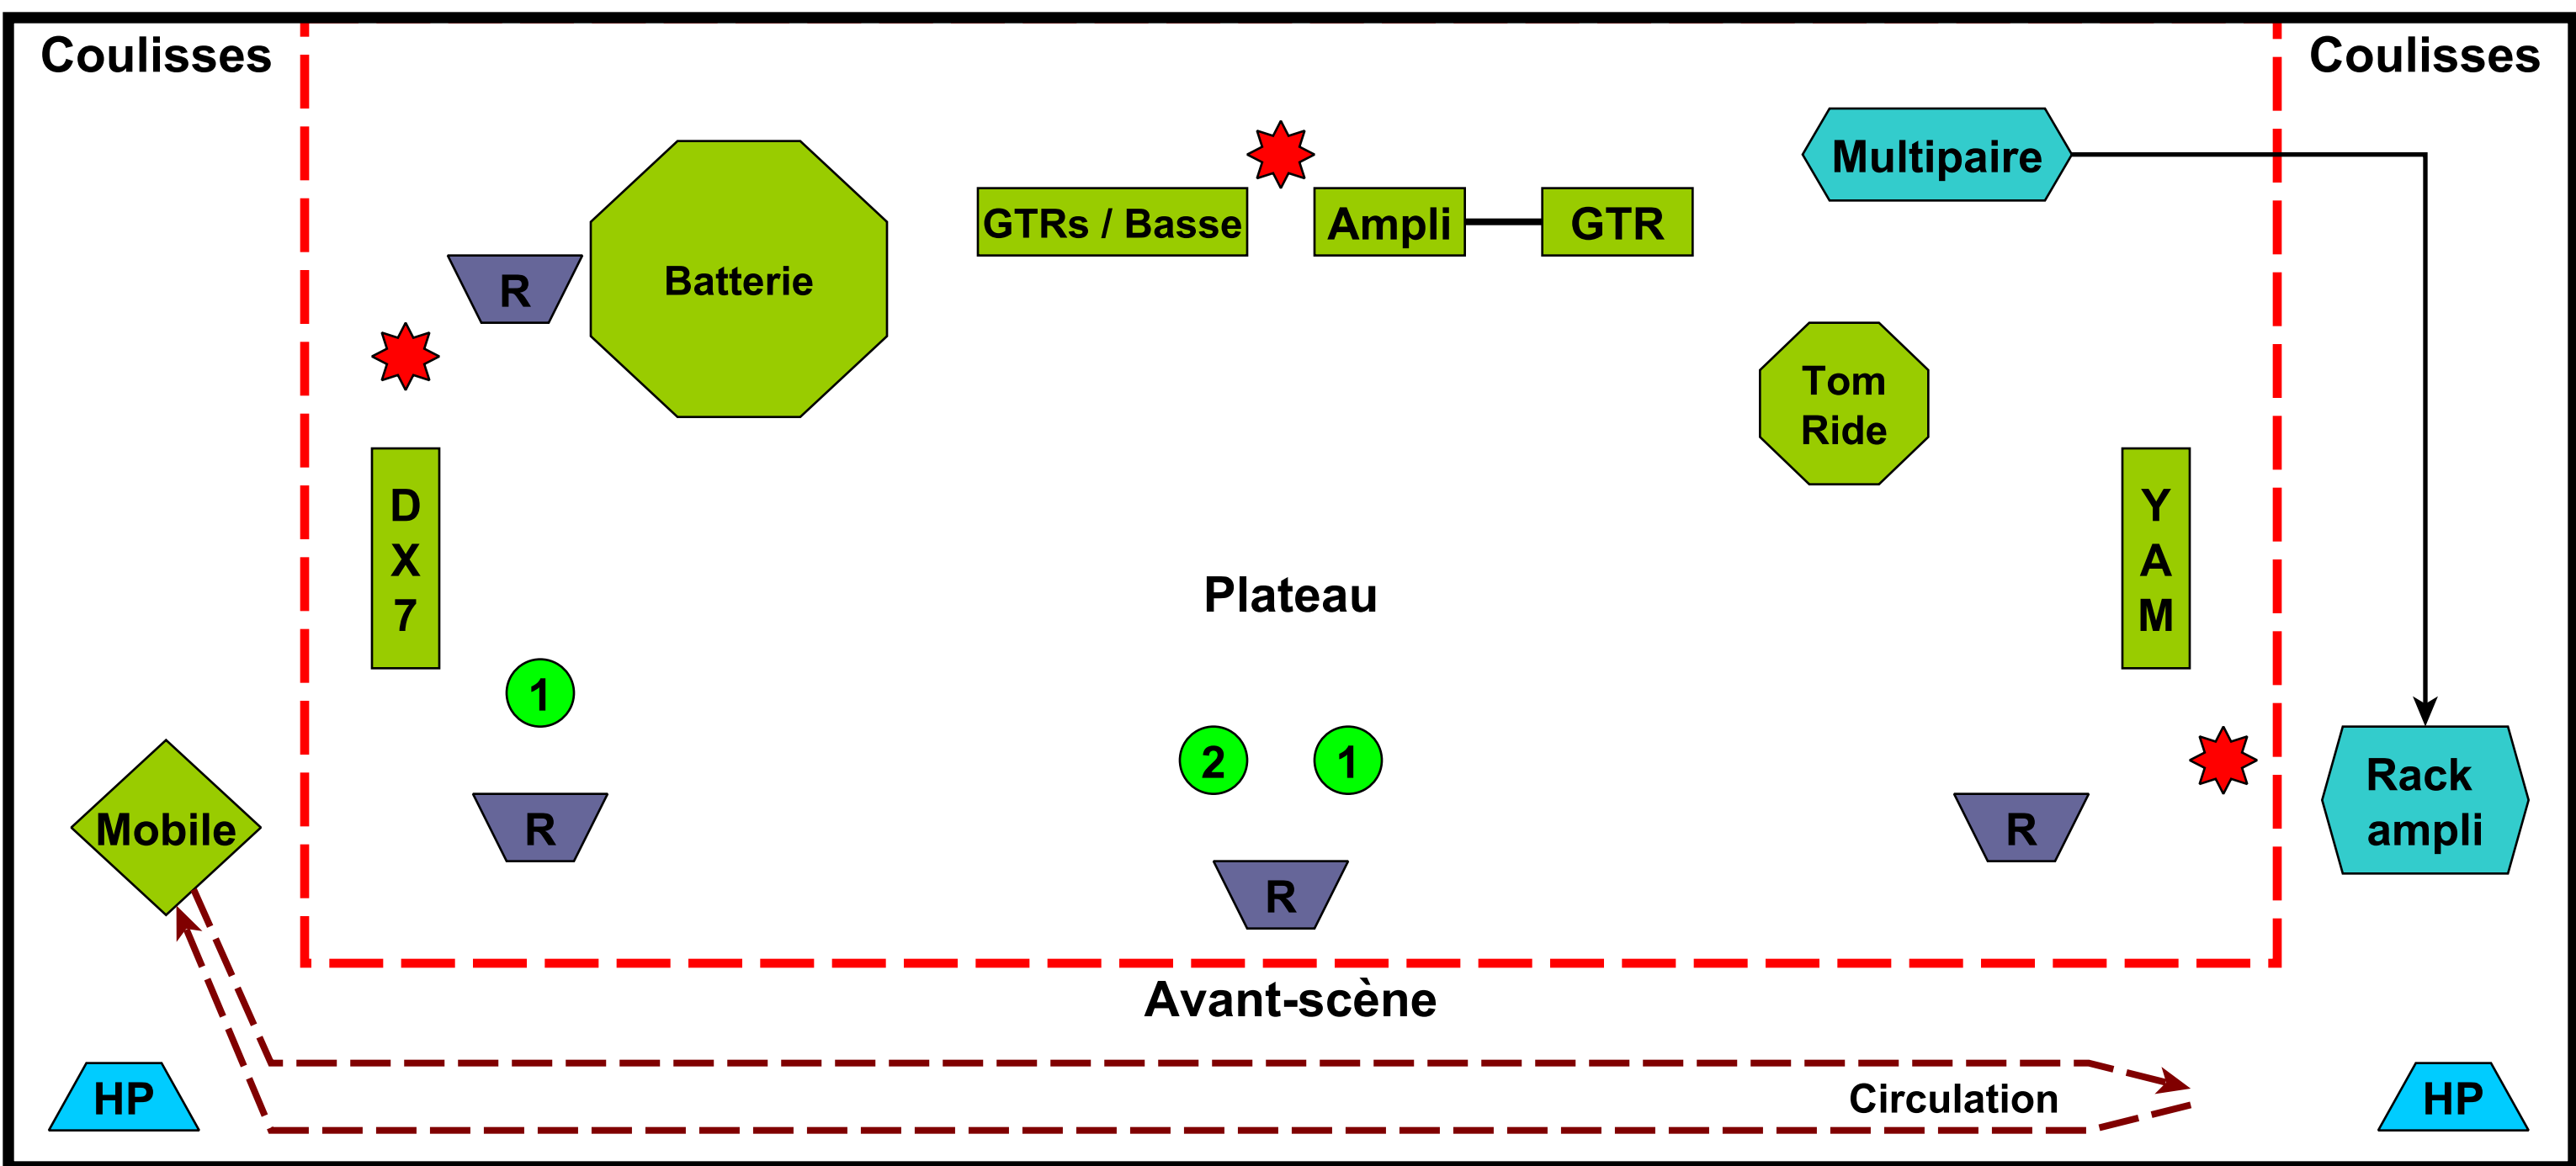 Coulisses
Coulisses
Multipaire
GTRs / Basse
Ampli
GTR
R
Batterie
Tom
Ride
D
X
7
Y
A
M
Plateau
1
2
1
Mobile
R
R
Rack
ampli
R
Avant-scène
HP
Circulation
HP